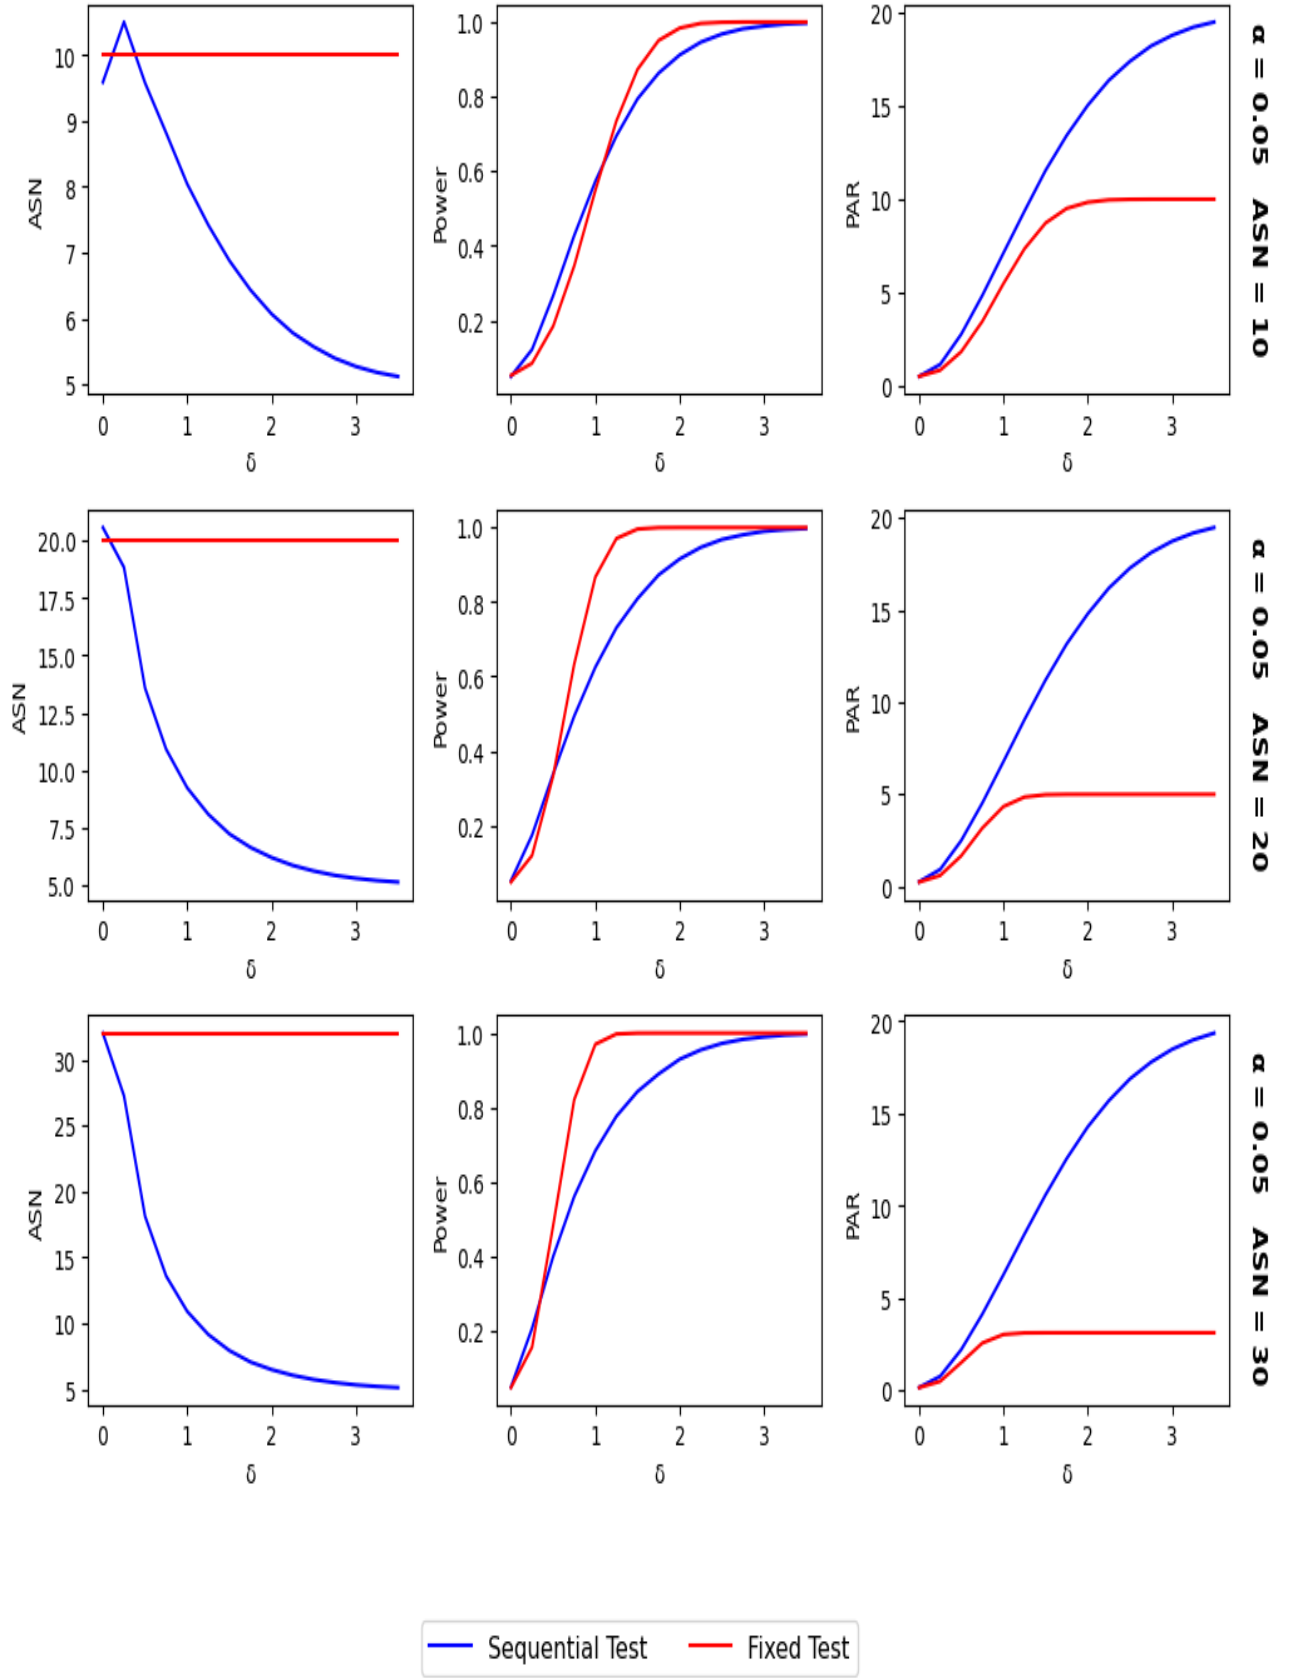 ASN
10
9
8
7
6
5
0 1 2 3
δ
Power
1.0
0.8
0.6
0.4
0.2
0 1 2 3
δ
PAR
20
15
10
5
0
0 1 2 3
δ
α = 0.05 ASN = 10
ASN
20.0
17.5
15.0
12.5
10.0
7.5
5.0
0 1 2 3
δ
Power
1.0
0.8
0.6
0.4
0.2
0 1 2 3
δ
PAR
20
15
10
5
0
0 1 2 3
δ
α = 0.05 ASN = 20
ASN
30
25
20
15
10
5
0 1 2 3
δ
Power
1.0
0.8
0.6
0.4
0.2
0 1 2 3
δ
PAR
20
15
10
5
0
0 1 2 3
δ
α = 0.05 ASN = 30
Sequential Test Fixed Test